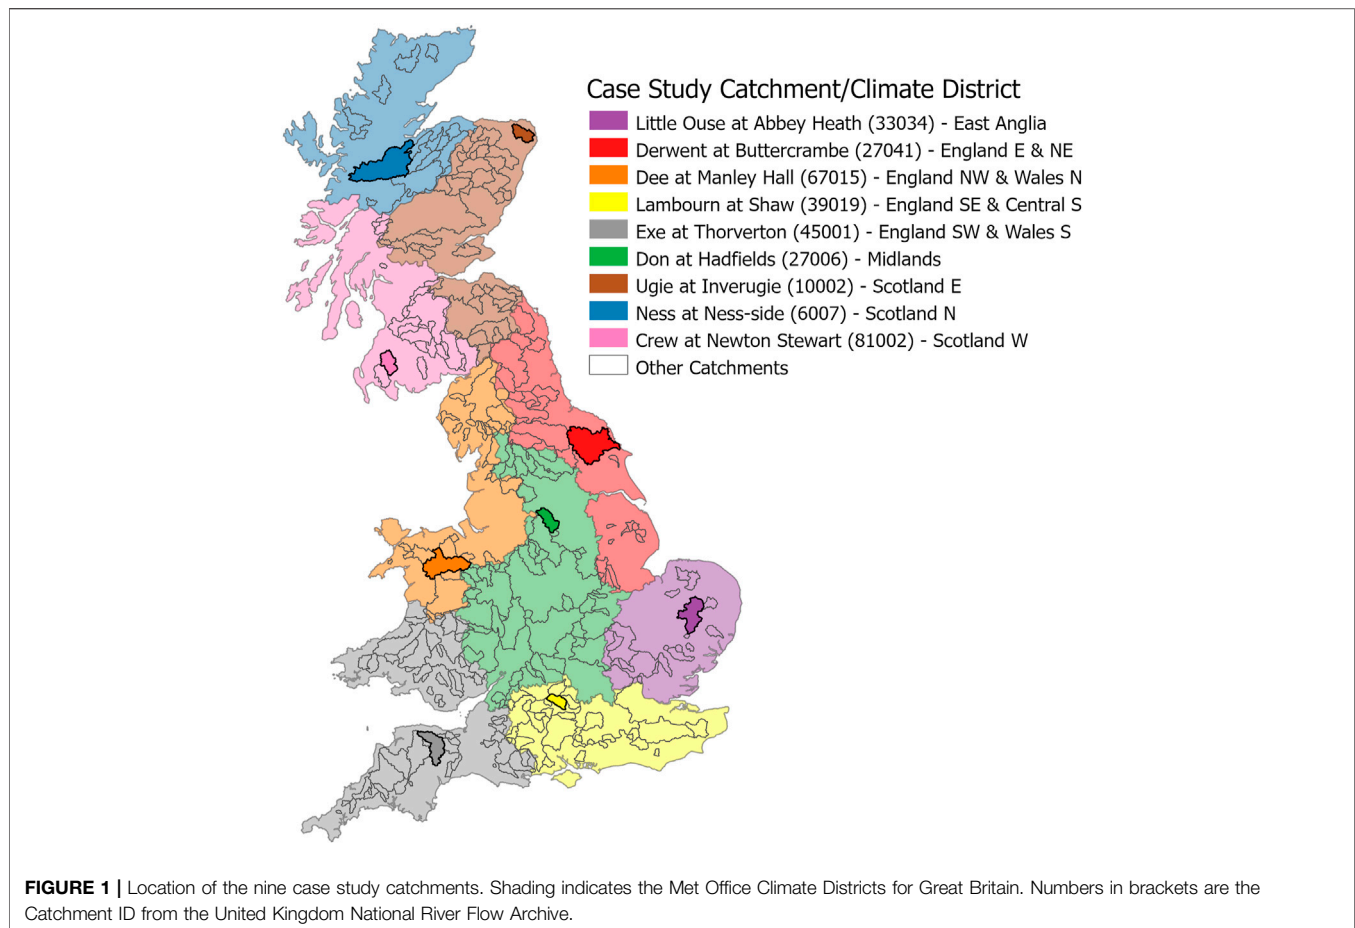 Case Study Catchment/Climate District
Little Ouse at Abbey Heath (33034) - East Anglia
Derwent at Buttercrambe (27041) - England E & NE
Dee at Manley Hall (67015) - England NW & Wales N
Lambourn at Shaw (39019) - England SE & Central S
Exe at Thorverton (45001) - England SW & Wales S
Don at Hadfields (27006) - Midlands
Ugie at Inverugie (10002) - Scotland E
Ness at Ness-side (6007) - Scotland N
Crew at Newton Stewart (81002) - Scotland W
Other Catchments
FIGURE 1 | Location of the nine case study catchments. Shading indicates the Met Office Climate Districts for Great Britain. Numbers in brackets are the
Catchment ID from the United Kingdom National River Flow Archive.